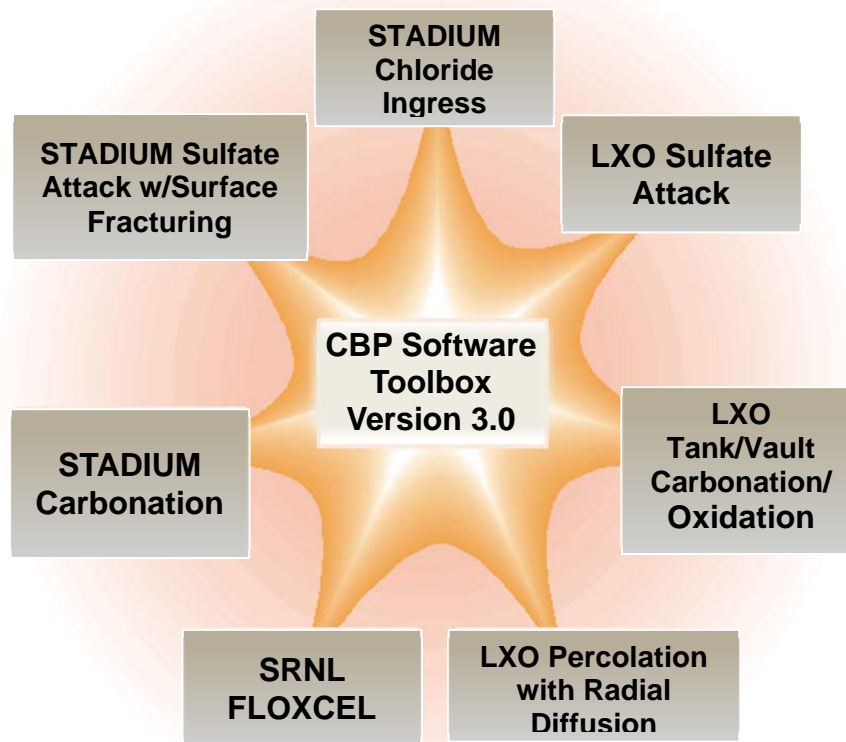 STADIUM
Chloride
Ingress
STADIUM Sulfate
Attack w/Surface
Fracturing
LXO Sulfate
Attack
CBP Software
Toolbox
Version 3.0
STADIUM
Carbonation
LXO
Tank/Vault
Carbonation/
Oxidation
SRNL
FLOXCEL
LXO Percolation
with Radial
Diffusion